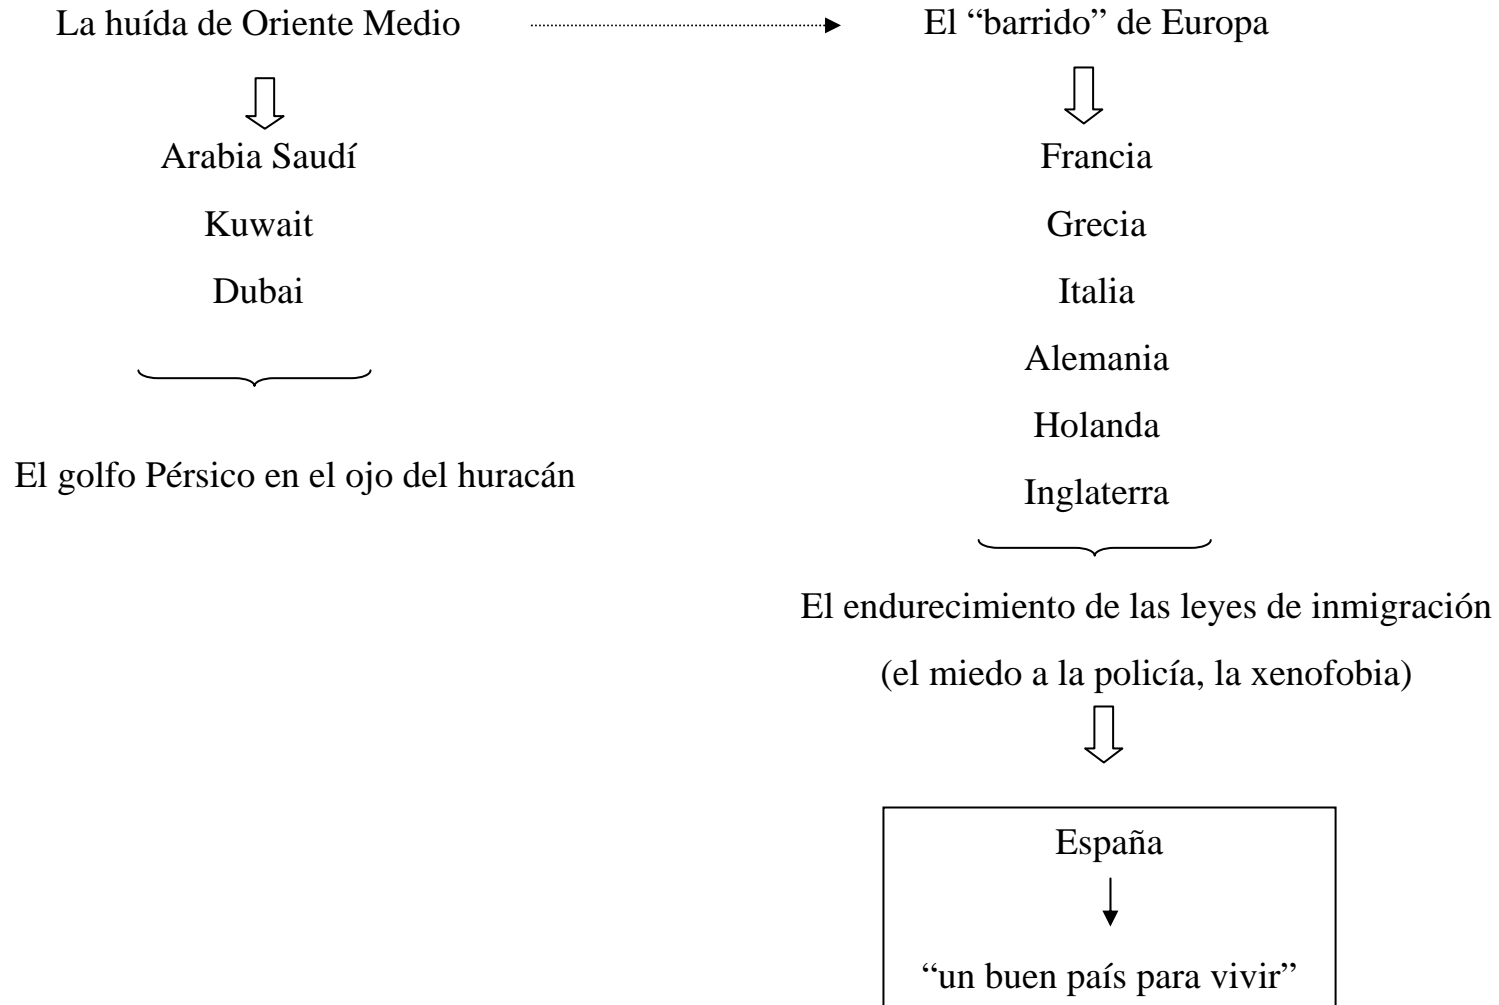 La huída de Oriente Medio
Arabia Saudí
Kuwait
Dubai
El golfo Pérsico en el ojo del huracán
El “barrido” de Europa
Francia
Grecia
Italia
Alemania
Holanda
Inglaterra
El endurecimiento de las leyes de inmigración
(el miedo a la policía, la xenofobia)
España
“un buen país para vivir”